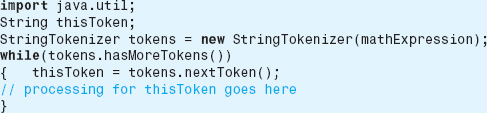 import java.util;
String thisToken;
StringTokenizer tokens = new StringTokenizer(mathExpression);
while(tokens.hasMoreTokens())
{   thisToken = tokens.nextToken();
// processing for thisToken goes here
}